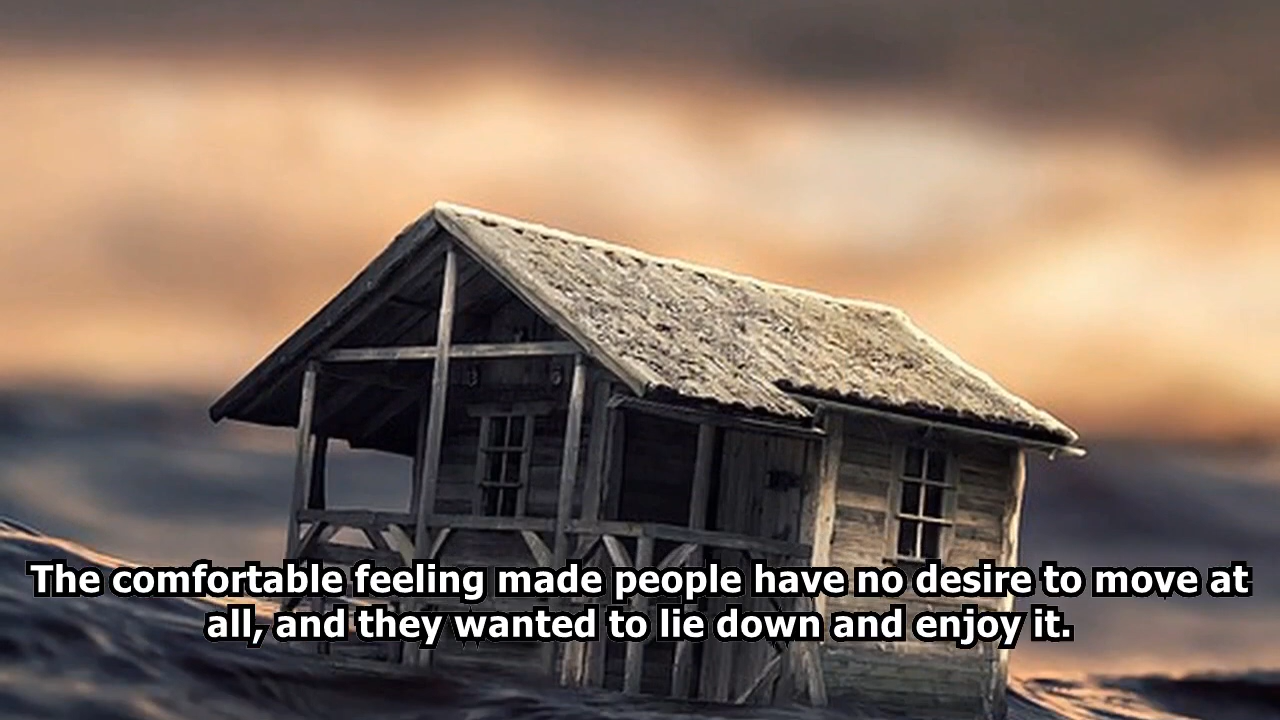 The comfortable feeling made people have no desire to move at
all, and they wanted to lie down and enjoy it.